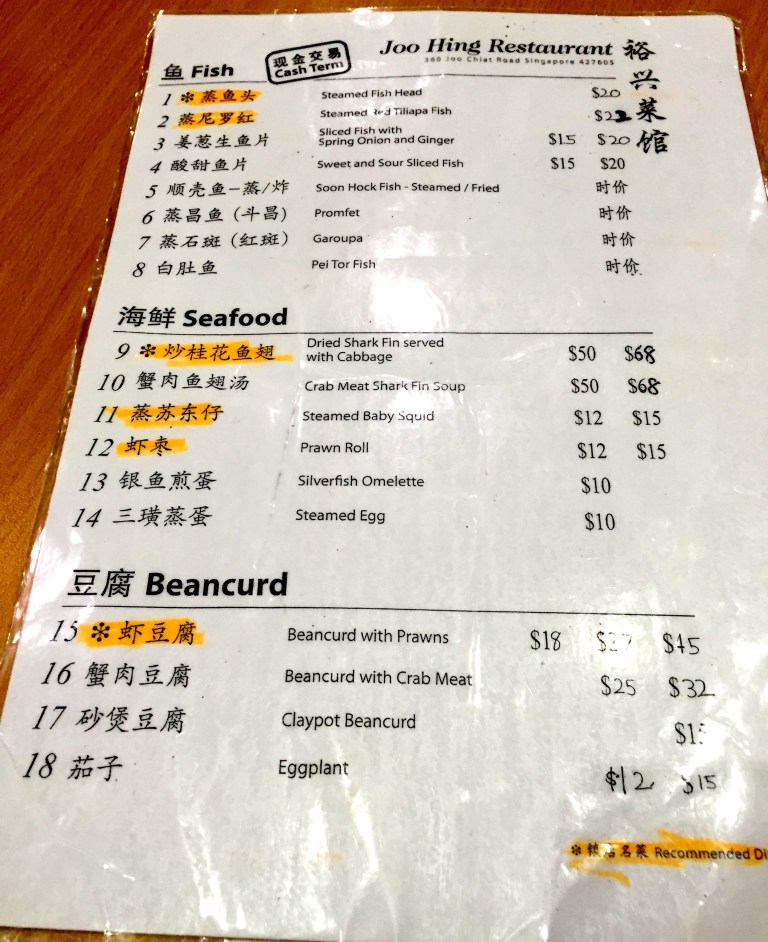 Joo Hing Restaurant
360 Joo Chiat Road Singapore 427605
裕兴菜馆
现金交易
Cash Term
鱼 Fish
1 ❇ 蒸鱼头 Steamed Fish Head $20
2 蒸尼罗红 Steamed Red Tiliapa Fish $22
3 姜葱生鱼片 Sliced Fish with Spring Onion and Ginger $15 $20
4 酸甜鱼片 Sweet and Sour Sliced Fish $15 $20
5 顺壳鱼-蒸/炸 Soon Hock Fish - Steamed / Fried 时价
6 蒸昌鱼 (斗昌) Promfet 时价
7 蒸石斑 (红斑) Garoupa 时价
8 白肚鱼 Pei Tor Fish 时价
海鲜 Seafood
9 ❇ 炒桂花鱼翅 Dried Shark Fin served with Cabbage $50 $68
10 蟹肉鱼翅汤 Crab Meat Shark Fin Soup $50 $68
11 蒸苏东仔 Steamed Baby Squid $12 $15
12 虾枣 Prawn Roll $12 $15
13 银鱼煎蛋 Silverfish Omelette $10
14 三璜蒸蛋 Steamed Egg $10
豆腐 Beancurd
15 ❇ 虾豆腐 Beancurd with Prawns $18 $45
16 蟹肉豆腐 Beancurd with Crab Meat $25 $32
17 砂煲豆腐 Claypot Beancurd
18 茄子 Eggplant $12 $15
❇ 店名菜 Recommended